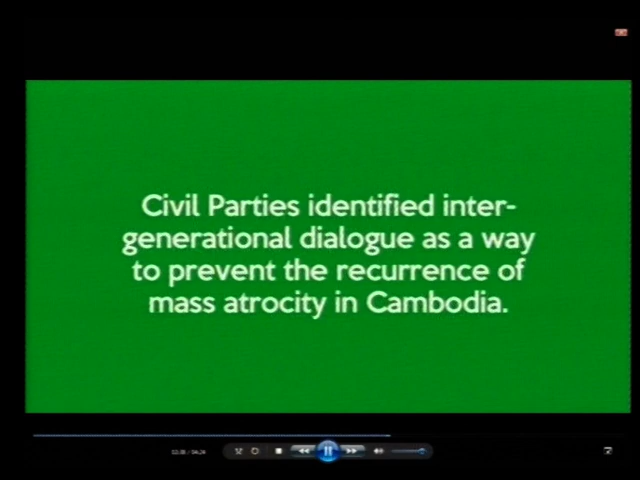 Civil Parties identified inter-
generational dialogue as a way
to prevent the recurrence of
mass atrocity in Cambodia.